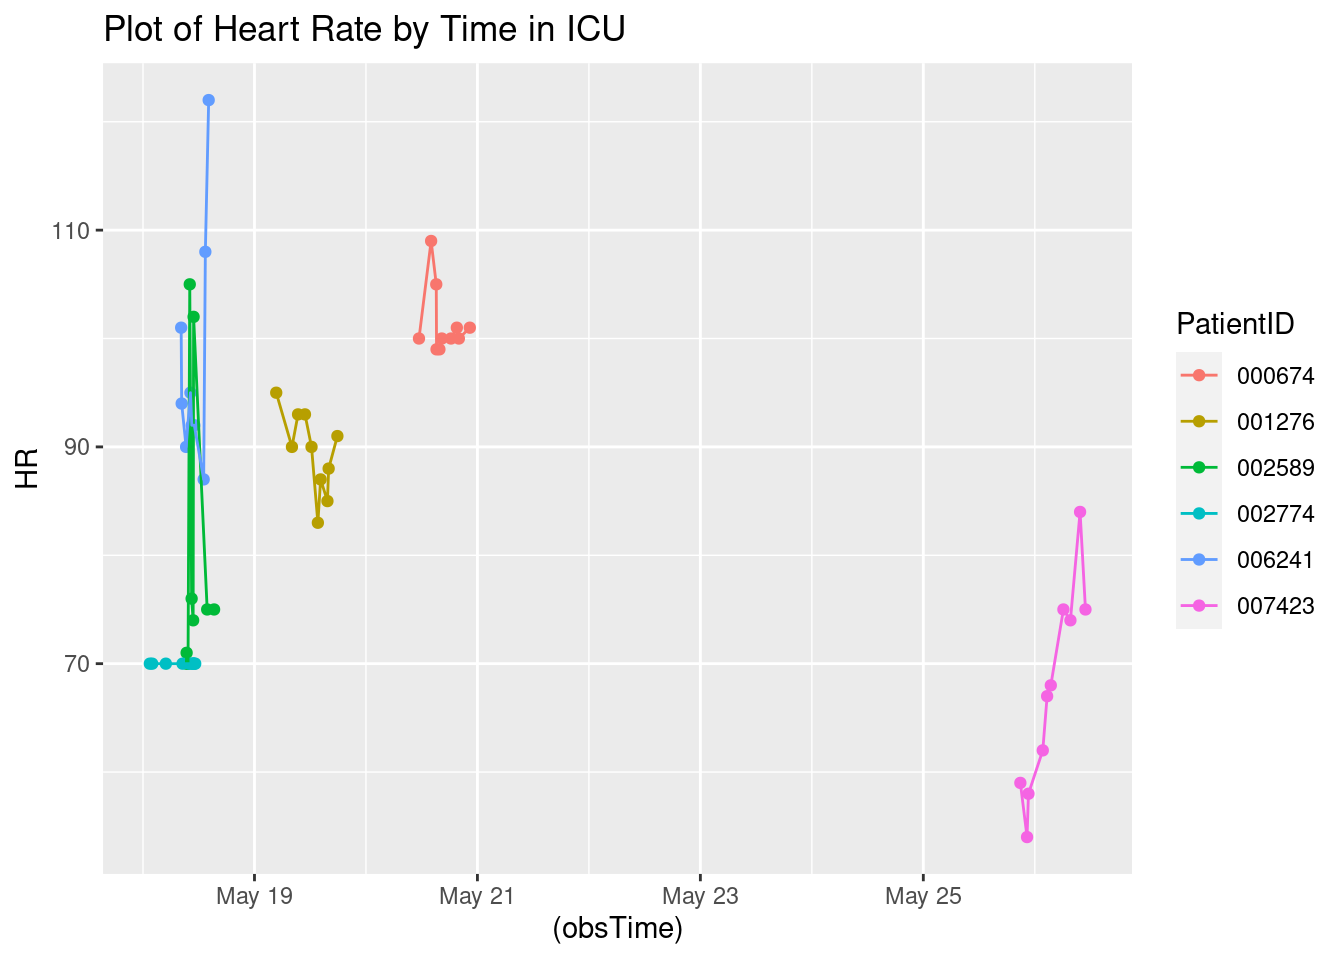 Plot of Heart Rate by Time in ICU
110
90
70
HR
May 19
May 21
May 23
May 25
(obsTime)
PatientID
000674
001276
002589
002774
006241
007423